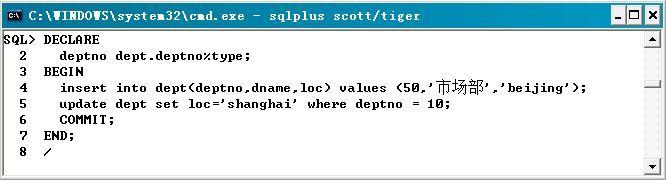 C:\WINDOWS\system32\cmd.exe - sqlplus scott/tiger
SQL> DECLARE
  2    deptno dept.deptno%type;
  3  BEGIN
  4    insert into dept(deptno,dname,loc) values (50,'市场部','beijing');
  5    update dept set loc='shanghai' where deptno = 10;
  6    COMMIT;
  7  END;
  8  /